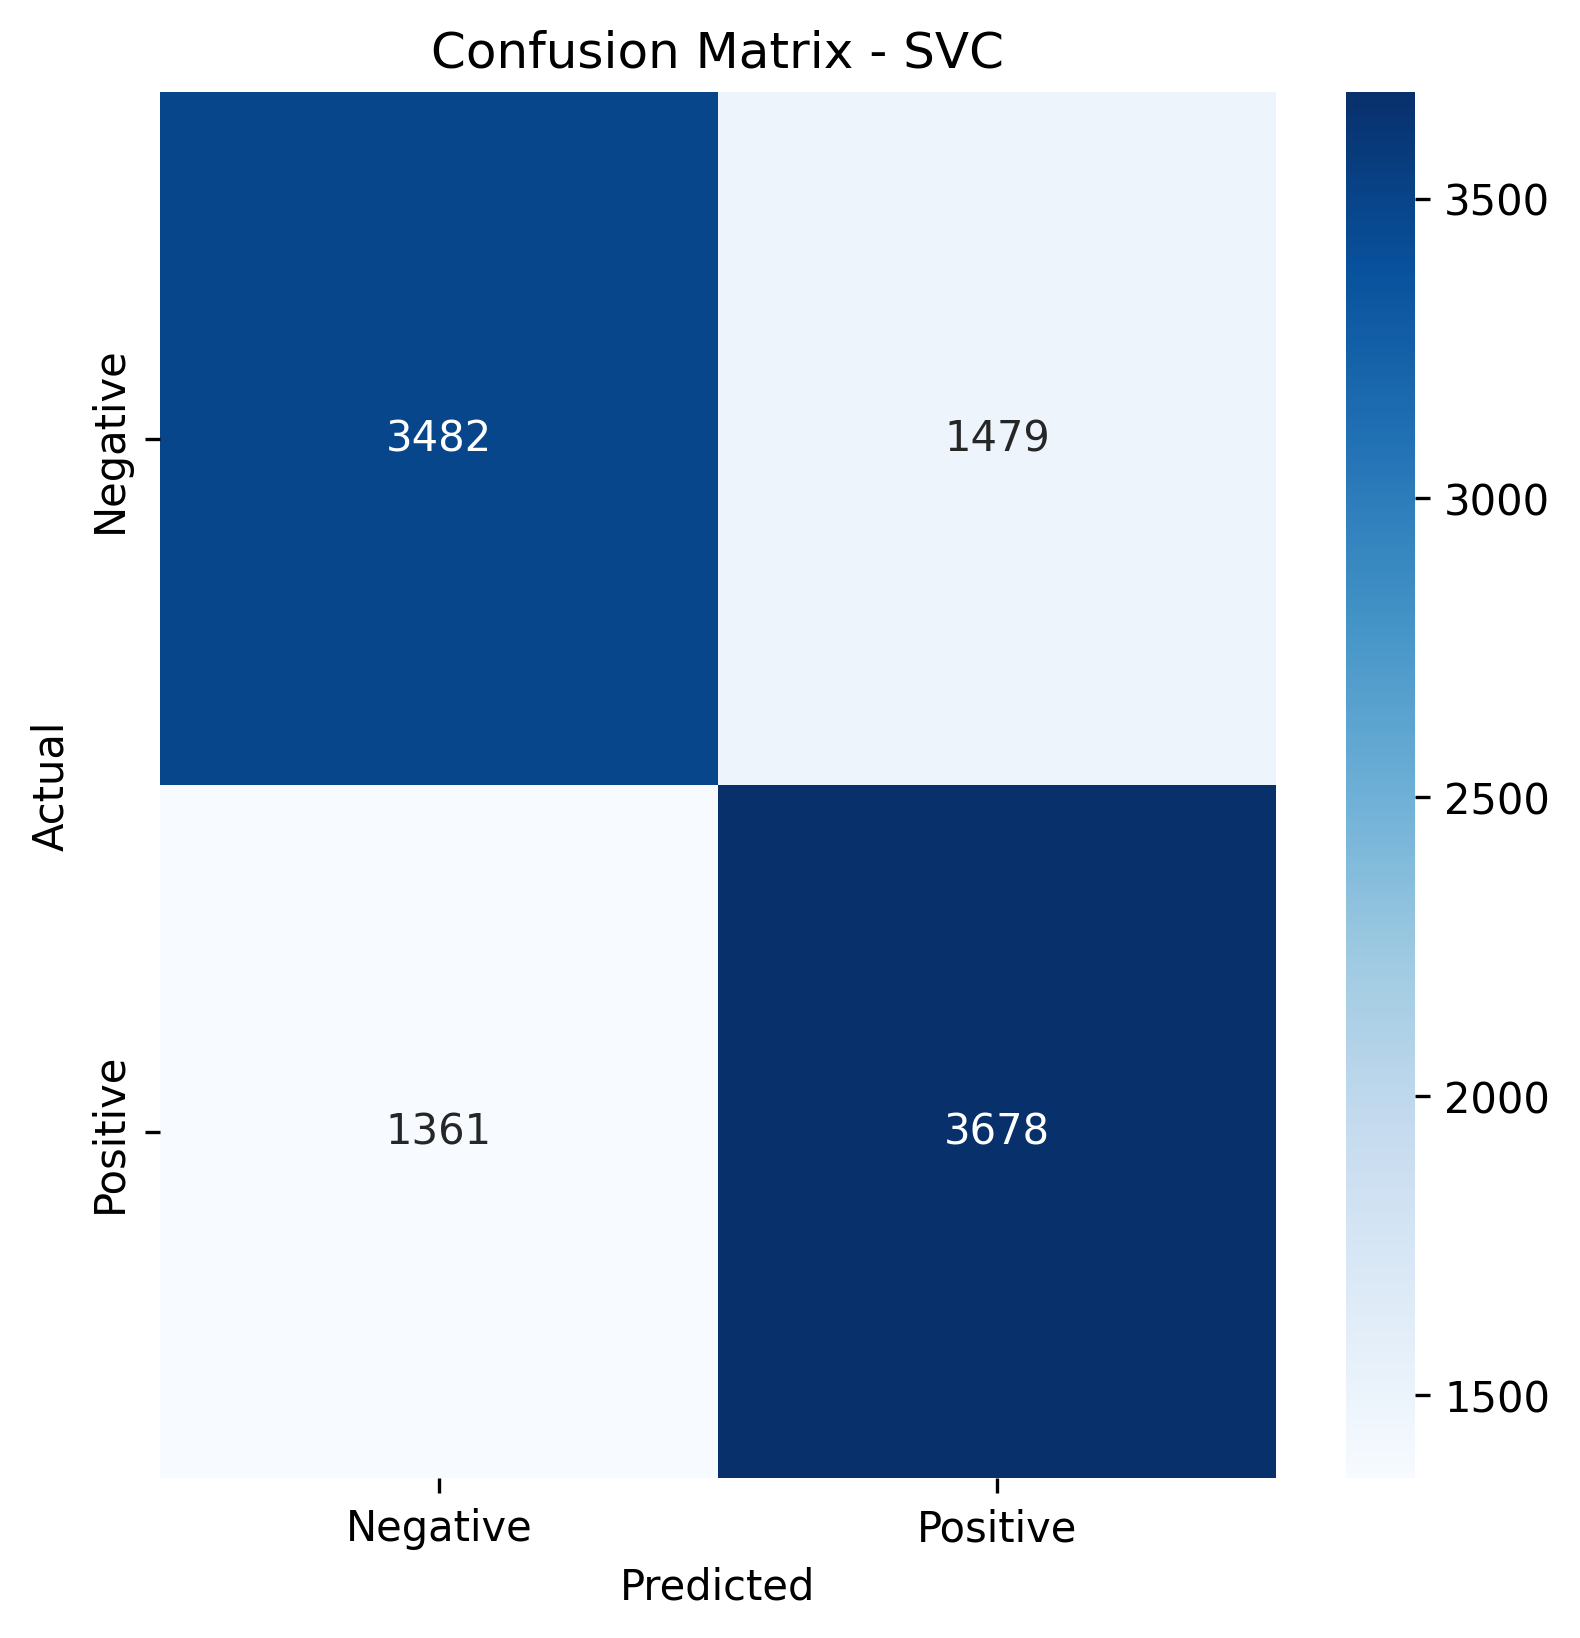 Confusion Matrix - SVC
Negative
3482
1479
Actual
Positive
1361
3678
Negative
Positive
Predicted
3500
3000
2500
2000
1500